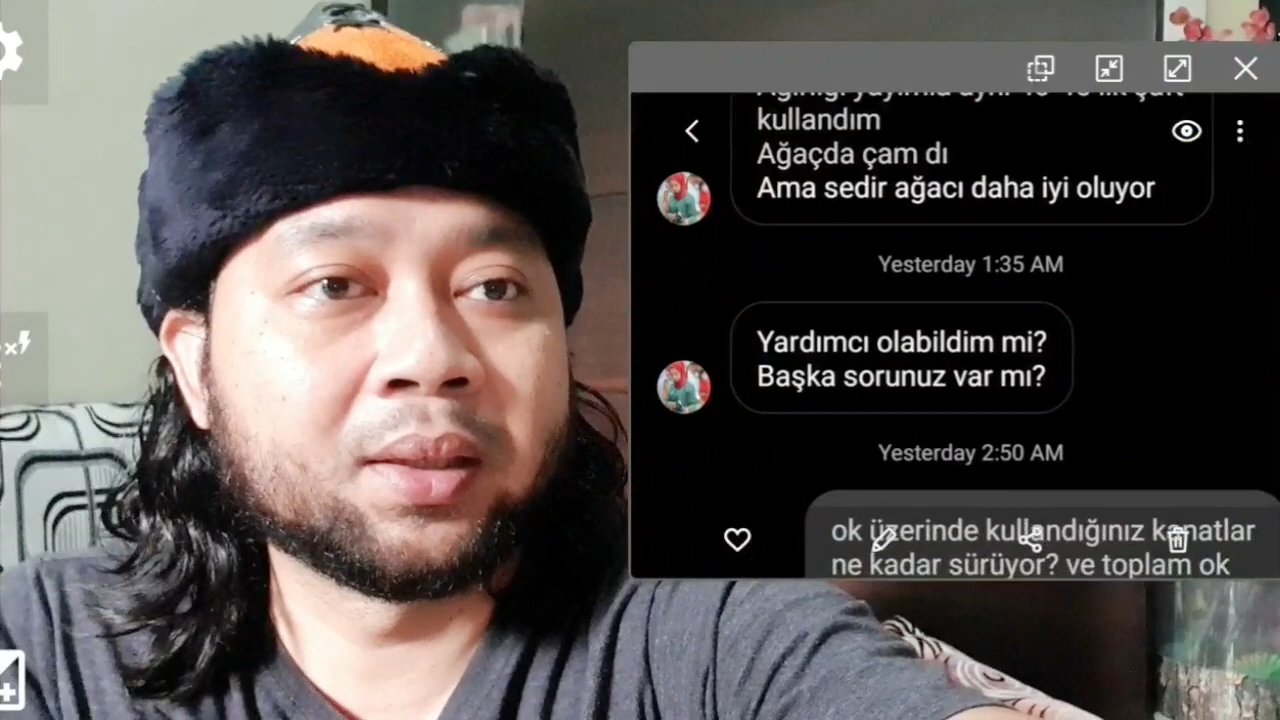 kullandım
Ağaçda çam dı
Ama sedir ağacı daha iyi oluyor
Yesterday 1:35 AM
Yardımcı olabildim mi?
Başka sorunuz var mı?
Yesterday 2:50 AM
ok üzerinde kullandığınız kanatlar
ne kadar sürüyor? ve toplam ok